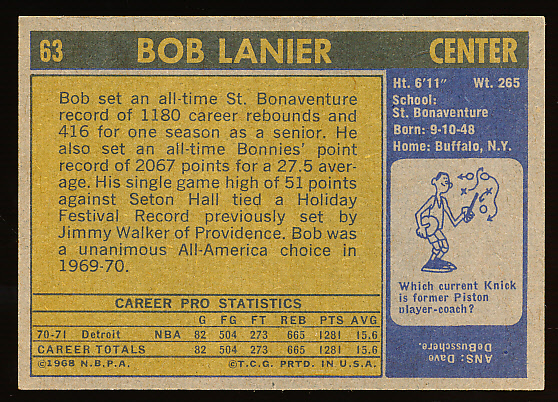 63 BOB LANIER CENTER
Bob set an all-time St. Bonaventure
record of 1180 career rebounds and
416 for one season as a senior. He
also set an all-time Bonnies' point
record of 2067 points for a 27.5 aver-
age. His single game high of 51 points
against Seton Hall tied a Holiday
Festival Record previously set by
Jimmy Walker of Providence. Bob was
a unanimous All-America choice in
1969-70.
CAREER PRO STATISTICS
G FG FT REB PTS AVG
70-71 Detroit NBA 82 504 273 665 1281 15.6
CAREER TOTALS 82 504 273 665 1281 15.6
©1968 N.B.P.A. ©T.C.G. PRTD. IN U.S.A.
Ht. 6'11" Wt. 265
School:
St. Bonaventure
Born: 9-10-48
Home: Buffalo, N.Y.
Which current Knick
is former Piston
player-coach?
ANS: Dave
DeBusschere.